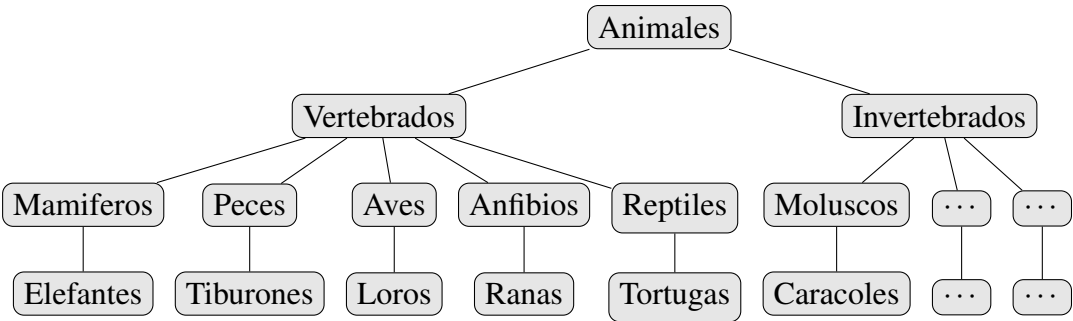 Animales
Vertebrados Invertebrados
Mamiferos Peces Aves Anfibios Reptiles Moluscos ... ...
Elefantes Tiburones Loros Ranas Tortugas Caracoles ... ...